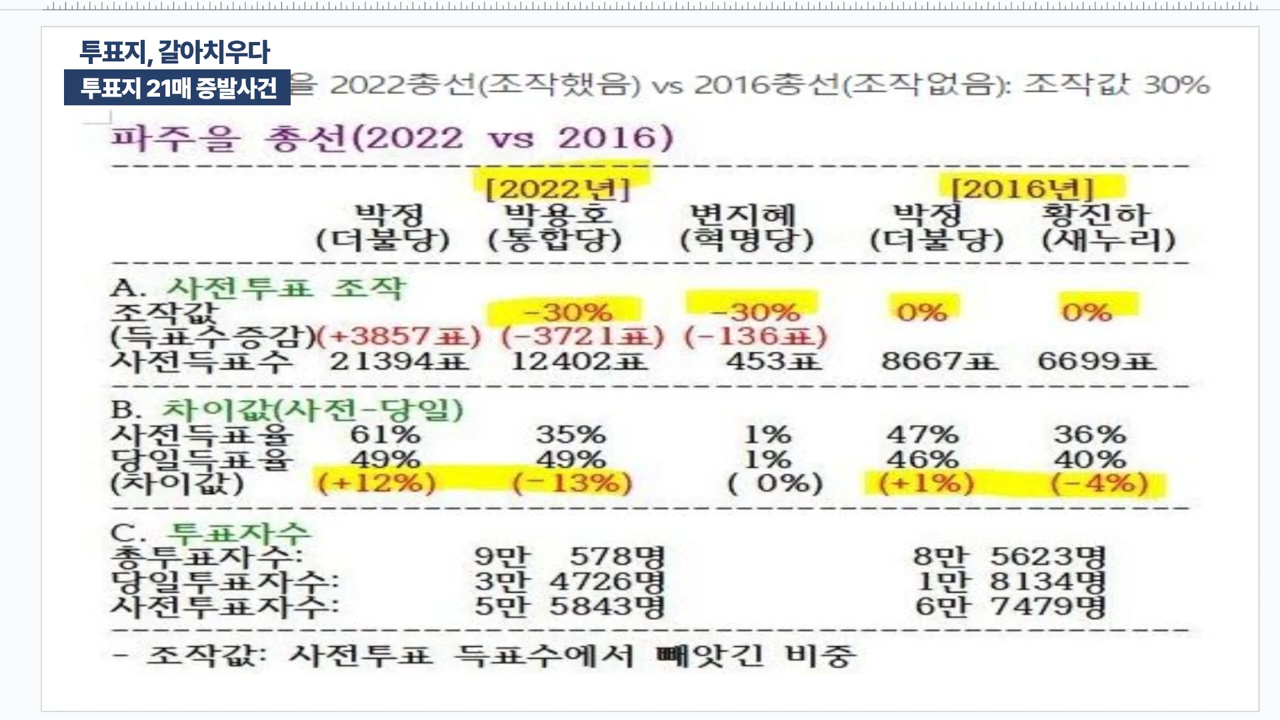 투표지, 갈아치우다
투표지 21매 증발사건
을 2022총선(조작했음) vs 2016총선(조작없음): 조작값 30%
파주을 총선(2022 vs 2016)
[2022년] [2016년]
박정 박용호 변지혜 박정 황진하
(더불당) (통합당) (혁명당) (더불당) (새누리)
A. 사전투표 조작
조작값 -30% -30% 0% 0%
(득표수증감)(+3857표) (-3721표) (-136표)
사전득표수 21394표 12402표 453표 8667표 6699표
B. 차이값(사전-당일)
사전득표율 61% 35% 1% 47% 36%
당일득표율 49% 49% 1% 46% 40%
(차이값) (+12%) (-13%) ( 0%) (+1%) (-4%)
C. 투표자수
총투표자수: 9만 578명 8만 5623명
당일투표자수: 3만 4726명 1만 8134명
사전투표자수: 5만 5843명 6만 7479명
- 조작값: 사전투표 득표수에서 빼앗긴 비중